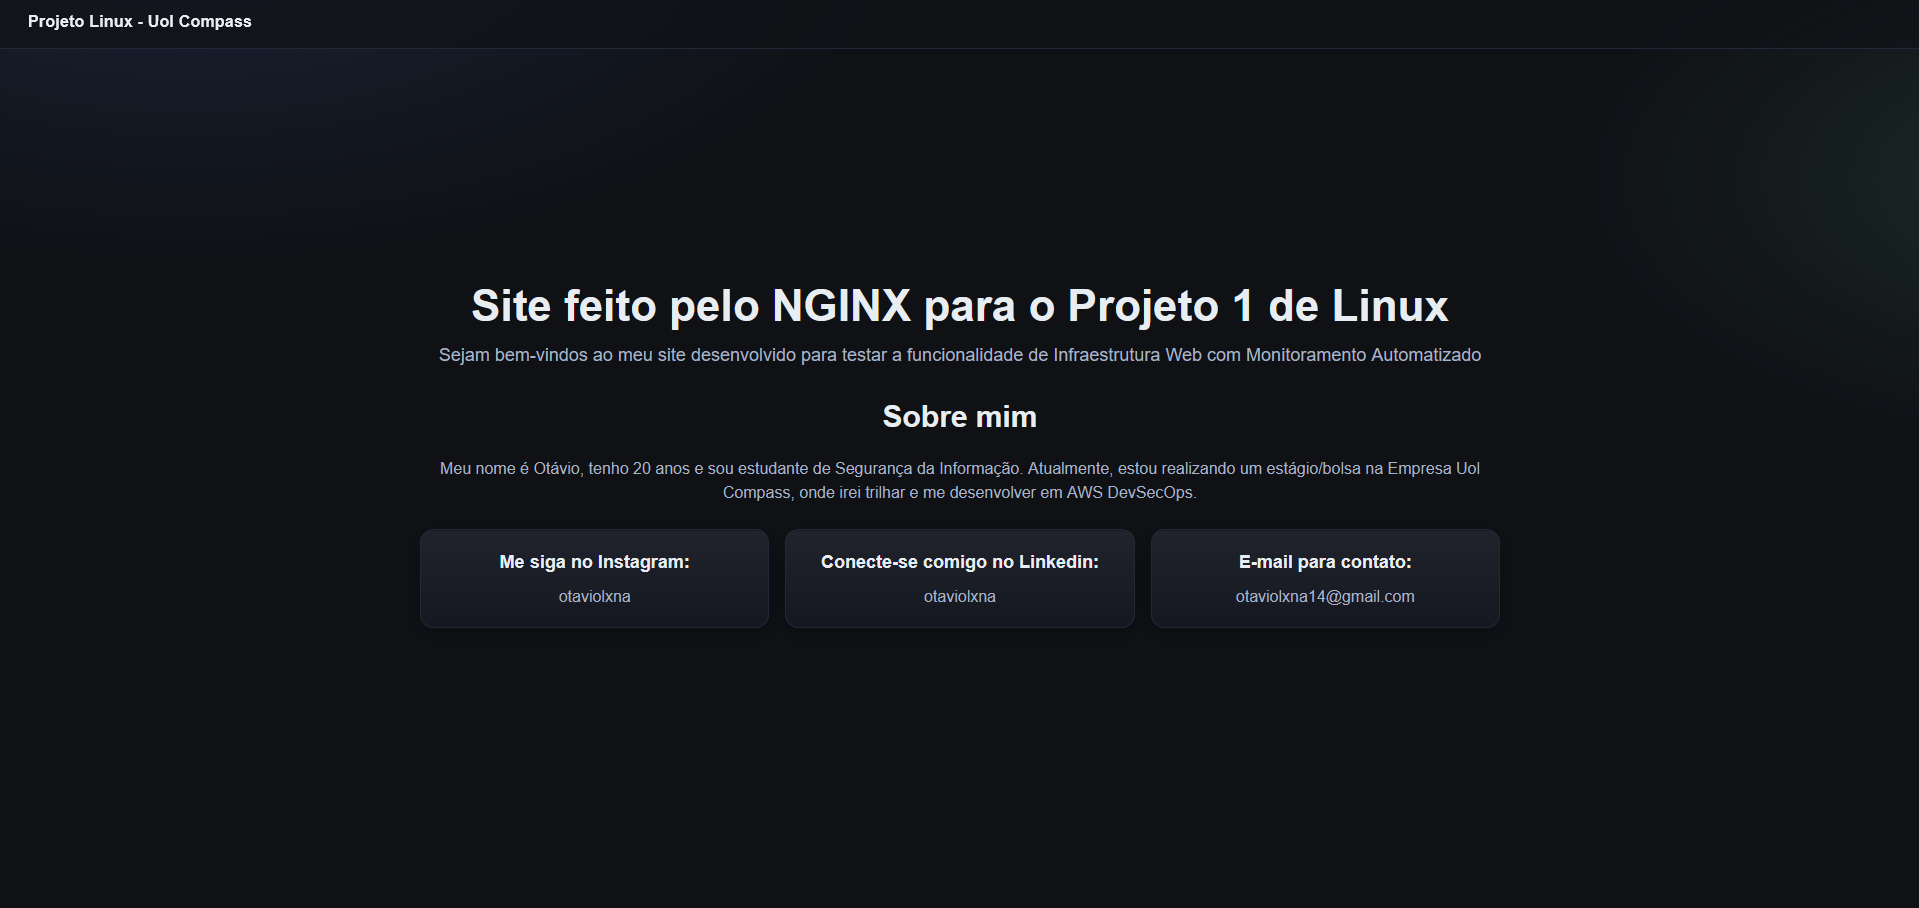 Projeto Linux - Uol Compass
Site feito pelo NGINX para o Projeto 1 de Linux
Sejam bem-vindos ao meu site desenvolvido para testar a funcionalidade de Infraestrutura Web com Monitoramento Automatizado
Sobre mim
Meu nome é Otávio, tenho 20 anos e sou estudante de Segurança da Informação. Atualmente, estou realizando um estágio/bolsa na Empresa Uol
Compass, onde irei trilhar e me desenvolver em AWS DevSecOps.
Me siga no Instagram:
otaviolxna
Conecte-se comigo no Linkedin:
otaviolxna
E-mail para contato:
otaviolxna14@gmail.com